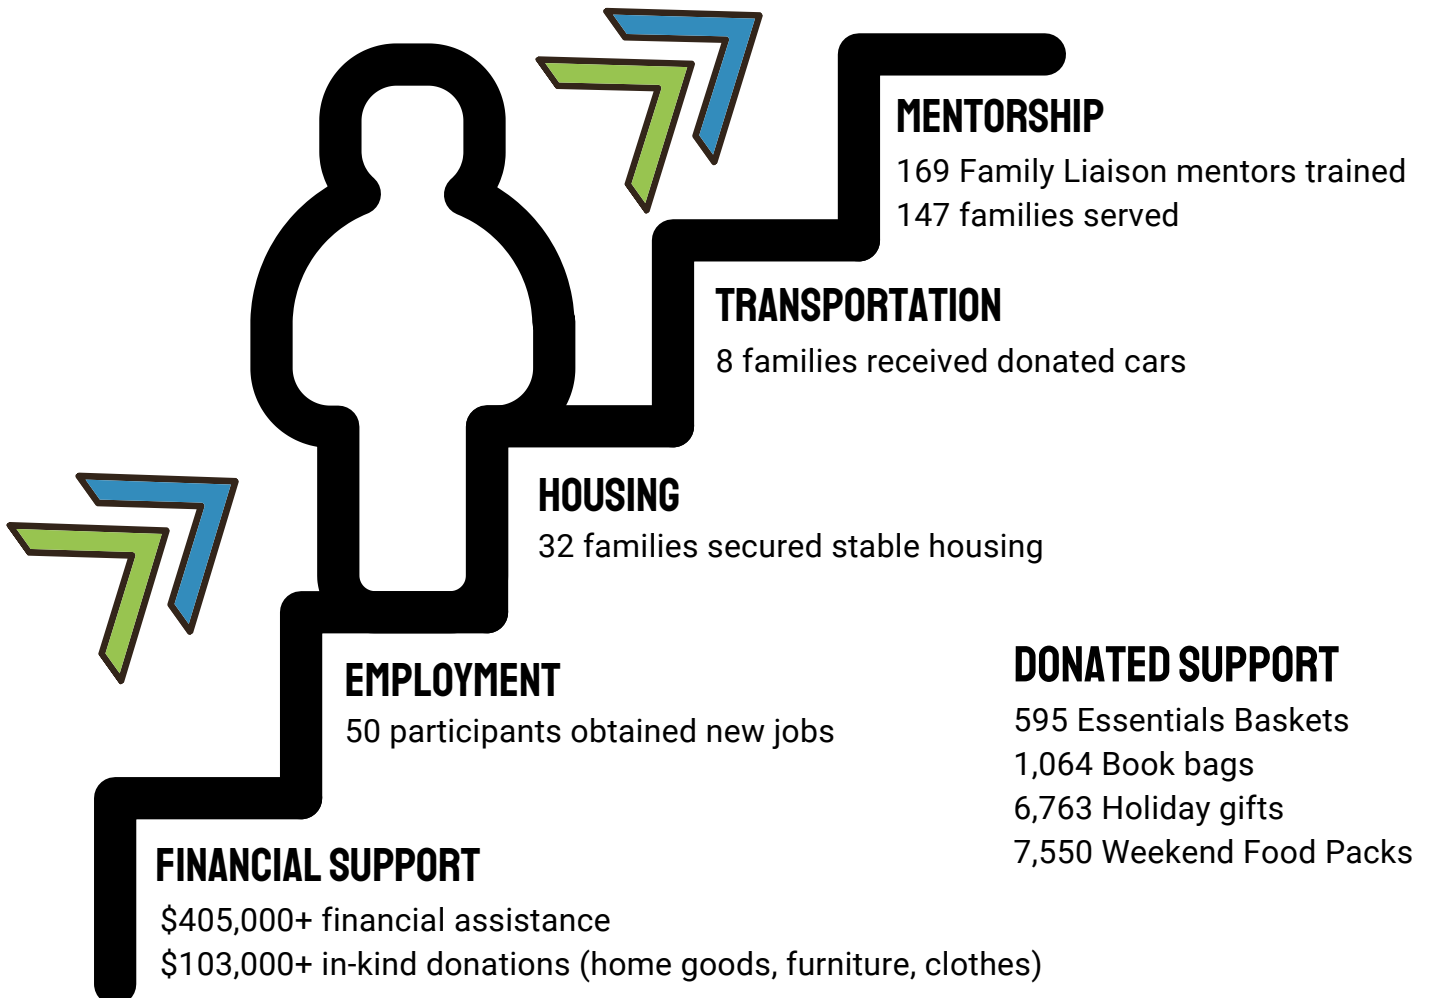 MENTORSHIP
169 Family Liaison mentors trained
147 families served
TRANSPORTATION
8 families received donated cars
HOUSING
32 families secured stable housing
EMPLOYMENT
50 participants obtained new jobs
DONATED SUPPORT
595 Essentials Baskets
1,064 Book bags
6,763 Holiday gifts
7,550 Weekend Food Packs
FINANCIAL SUPPORT
$405,000+ financial assistance
$103,000+ in-kind donations (home goods, furniture, clothes)